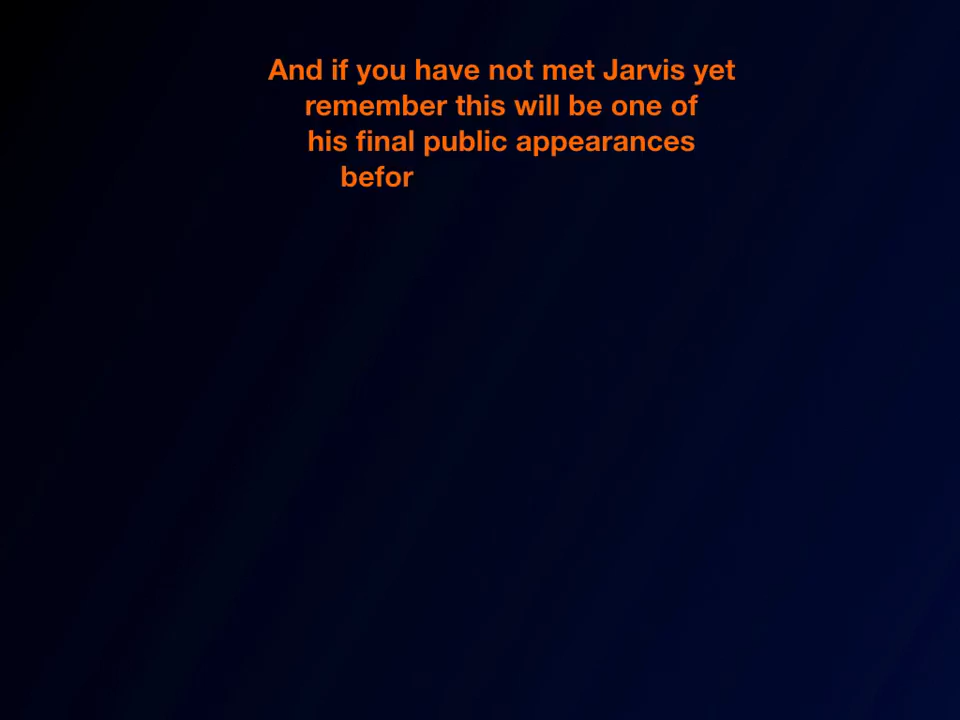 And if you have not met Jarvis yet
remember this will be one of
his final public appearances
befor